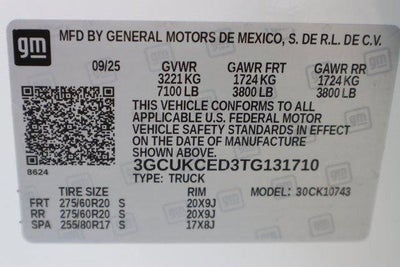 gm MFD BY GENERAL MOTORS DE MEXICO, S. DE R.L. DE C.V.
09/25 GVWR GAWR FRT GAWR RR
3221 KG 1724 KG 1724 KG
7100 LB 3800 LB 3800 LB
THIS VEHICLE CONFORMS TO ALL
APPLICABLE U.S. FEDERAL MOTOR
VEHICLE SAFETY STANDARDS IN EFFECT
ON THE DATE OF MANUFACTURE
SHOWN ABOVE.
8624 3GCUKCED3TG131710
TYPE: TRUCK
TIRE SIZE RIM MODEL: 30CK10743
FRT 275/60R20 S 20X9J
RR 275/60R20 S 20X9J
SPA 255/80R17 S 17X8J